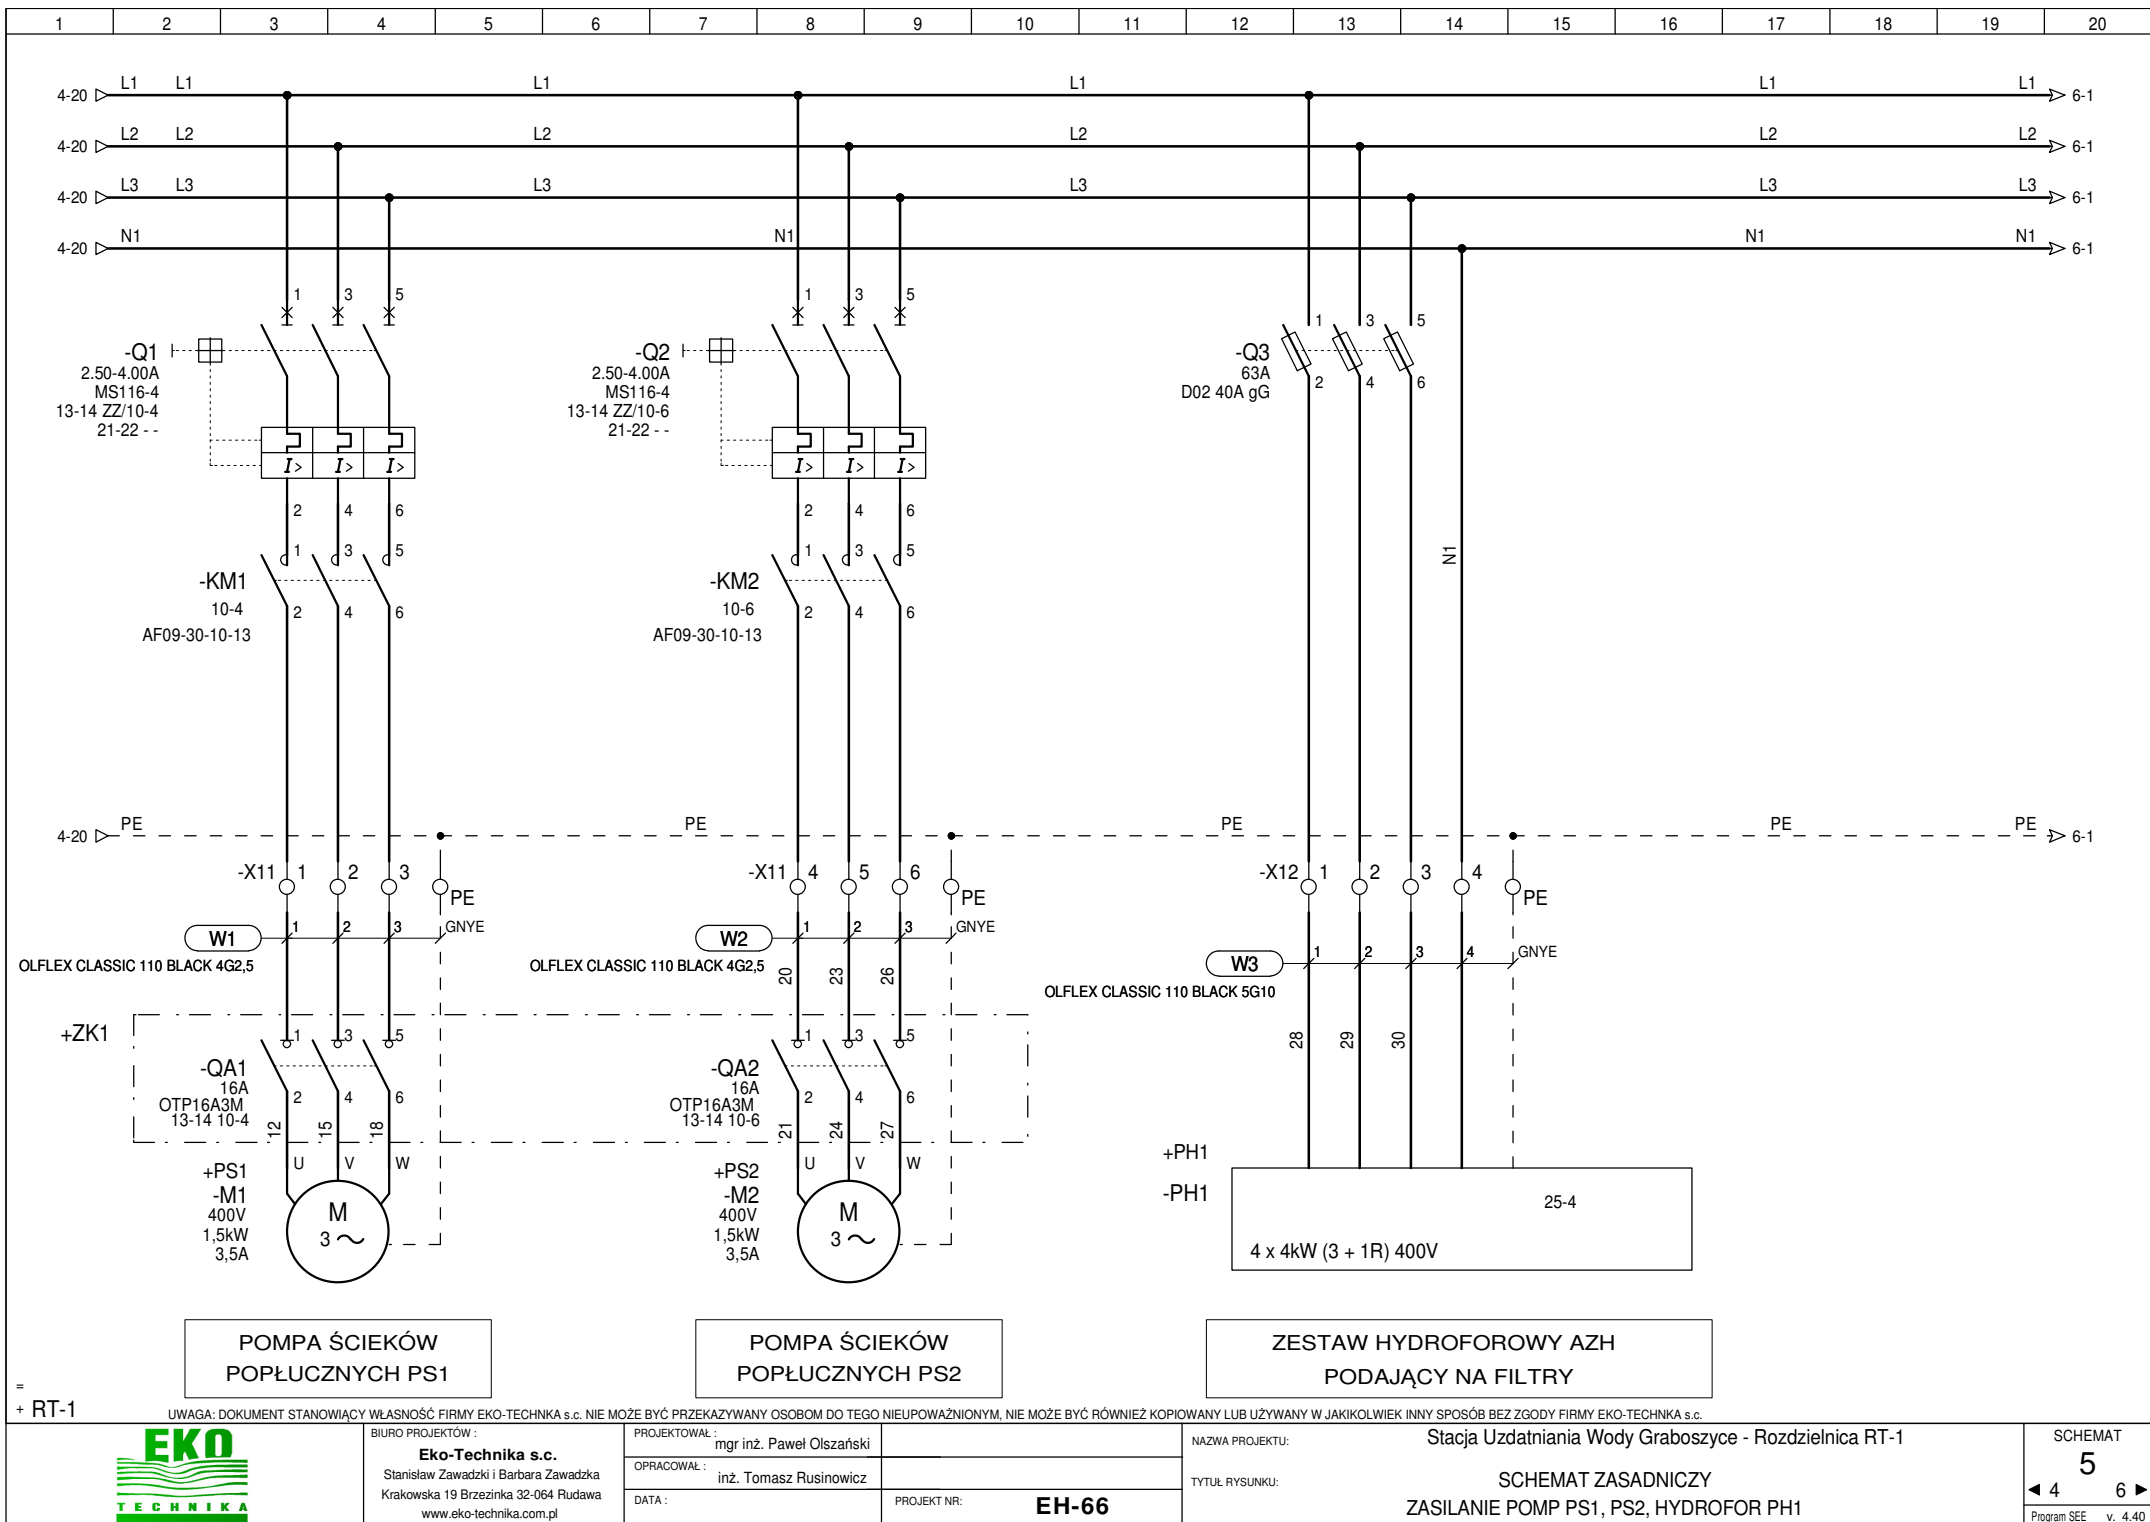 1 2 3 4 5 6 7 8 9 10 11 12 13 14 15 16 17 18 19 20
4-20 L1 L1 L1 L1 L1 L1 6-1
4-20 L2 L2 L2 L2 L2 L2 6-1
4-20 L3 L3 L3 L3 L3 L3 6-1
4-20 N1 N1 N1 N1 6-1
1 3 5
-Q1
2.50-4.00A
MS116-4
13-14 ZZ/10-4
21-22 - -
I> I> I>
2 4 6
1 3 5
-KM1
10-4
AF09-30-10-13
2 4 6
1 3 5
-Q2
2.50-4.00A
MS116-4
13-14 ZZ/10-6
21-22 - -
I> I> I>
2 4 6
1 3 5
-KM2
10-6
AF09-30-10-13
2 4 6
1 3 5
-Q3
63A
D02 40A gG
2 4 6
N1
4-20 PE PE PE PE PE 6-1
-X11 1 2 3 PE
W1 1 2 3 GNYE
OLFLEX CLASSIC 110 BLACK 4G2,5
-X11 4 5 6 PE
W2 1 2 3 GNYE
OLFLEX CLASSIC 110 BLACK 4G2,5
20 23 26
-X12 1 2 3 4 PE
W3 1 2 3 4 GNYE
OLFLEX CLASSIC 110 BLACK 5G10
28 29 30
+ZK1
1 3 5
-QA1
16A
OTP16A3M
13-14 10-4
2 4 6
12 15 18
1 3 5
-QA2
16A
OTP16A3M
13-14 10-6
2 4 6
21 24 27
+PS1
-M1
400V
1,5kW
3,5A
U V W
M
3
+PS2
-M2
400V
1,5kW
3,5A
U V W
M
3
+PH1
-PH1
25-4
4 x 4kW (3 + 1R) 400V
POMPA ŚCIEKÓW
POPŁUCZNYCH PS1
POMPA ŚCIEKÓW
POPŁUCZNYCH PS2
ZESTAW HYDROFOROWY AZH
PODAJĄCY NA FILTRY
=
+ RT-1
UWAGA: DOKUMENT STANOWIĄCY WŁASNOŚĆ FIRMY EKO-TECHNKA s.c. NIE MOŻE BYĆ PRZEKAZYWANY OSOBOM DO TEGO NIEUPOWAŻNIONYM, NIE MOŻE BYĆ RÓWNIEŻ KOPIOWANY LUB UŻYWANY W JAKIKOLWIEK INNY SPOSÓB BEZ ZGODY FIRMY EKO-TECHNKA s.c.
EKO
TECHNIKA
BIURO PROJEKTÓW :
Eko-Technika s.c.
Stanisław Zawadzki i Barbara Zawadzka
Krakowska 19 Brzezinka 32-064 Rudawa
www.eko-technika.com.pl
PROJEKTOWAŁ :
mgr inż. Paweł Olszański
OPRACOWAŁ :
inż. Tomasz Rusinowicz
DATA :
PROJEKT NR: EH-66
NAZWA PROJEKTU: Stacja Uzdatniania Wody Graboszyce - Rozdzielnica RT-1
TYTUŁ RYSUNKU: SCHEMAT ZASADNICZY
ZASILANIE POMP PS1, PS2, HYDROFOR PH1
SCHEMAT
5
4 6
Program SEE v. 4.40